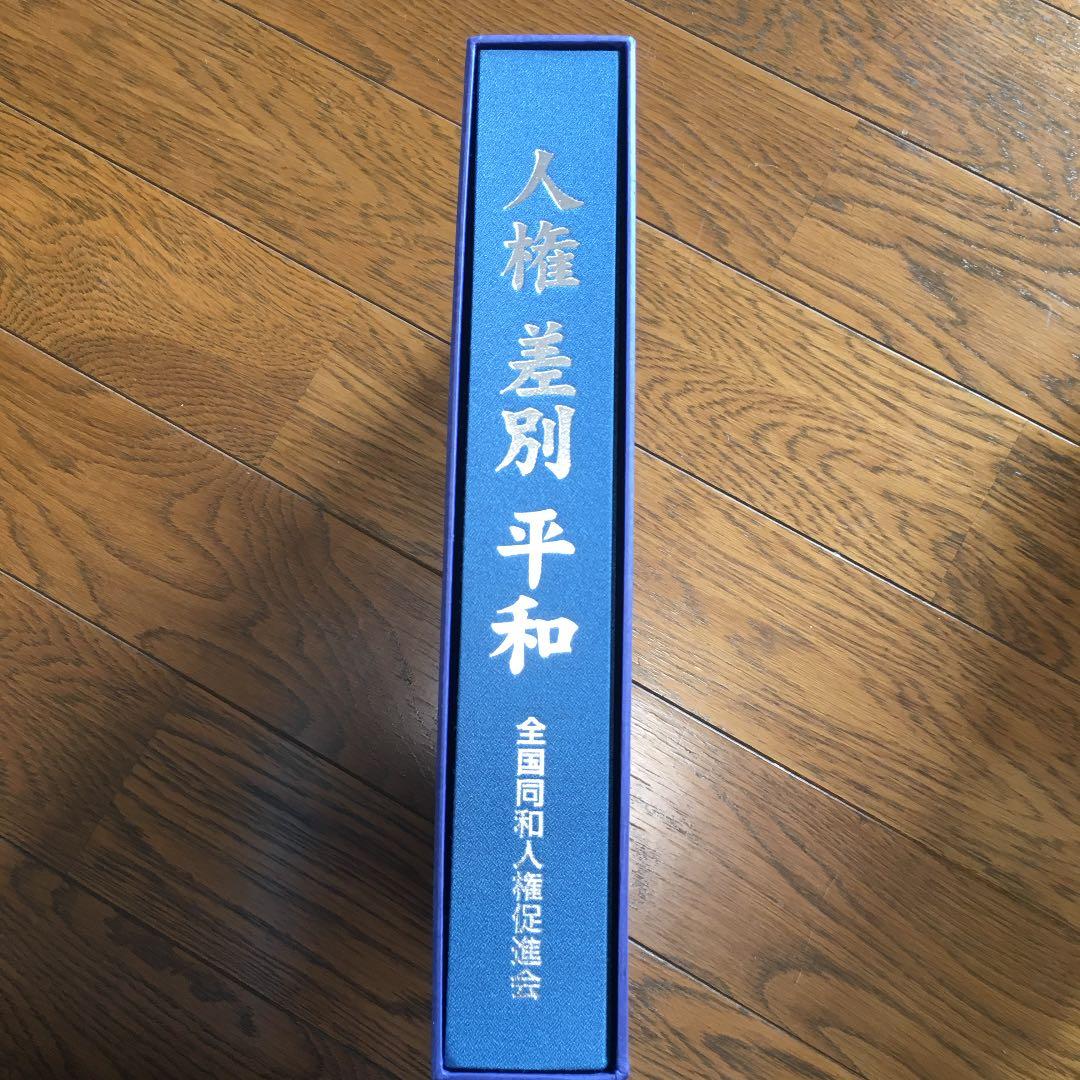 人権 差別 平和
全国同和人権促進会